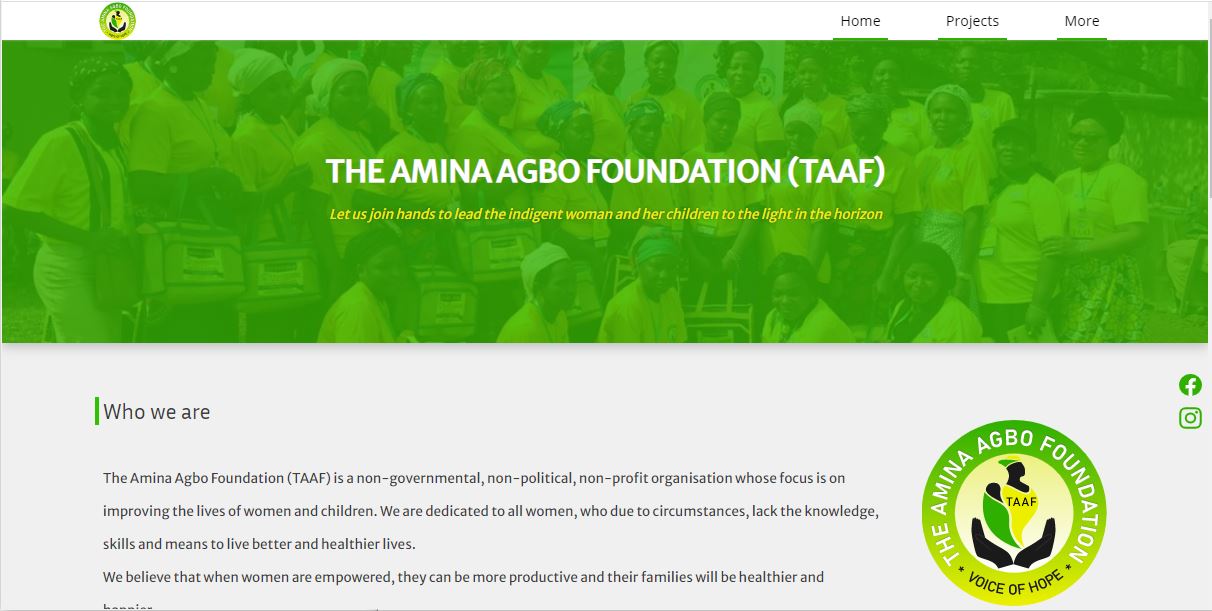 Home Projects More
THE AMINA AGBO FOUNDATION (TAAF)
Let us join hands to lead the indigent woman and her children to the light in the horizon
Who we are
The Amina Agbo Foundation (TAAF) is a non-governmental, non-political, non-profit organisation whose focus is on
improving the lives of women and children. We are dedicated to all women, who due to circumstances, lack the knowledge,
skills and means to live better and healthier lives.
We believe that when women are empowered, they can be more productive and their families will be healthier and
happier.
THE AMINA AGBO FOUNDATION
TAAF
* VOICE OF HOPE *